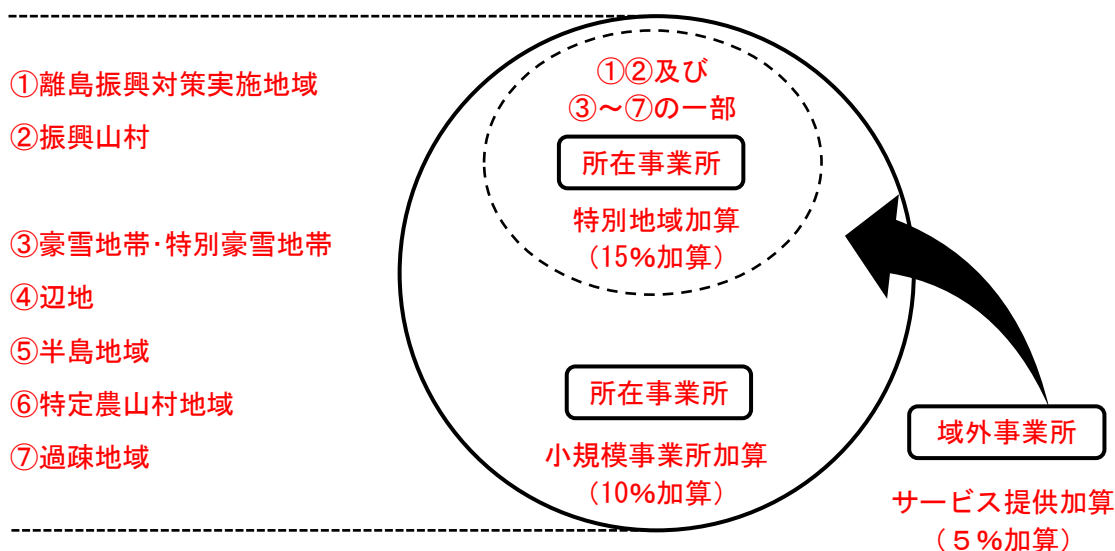 ①離島振興対策実施地域
②振興山村
③豪雪地帯・特別豪雪地帯
④辺地
⑤半島地域
⑥特定農山村地域
⑦過疎地域
①②及び
③～⑦の一部
所在事業所
特別地域加算
（15％加算）
所在事業所
小規模事業所加算
（10％加算）
域外事業所
サービス提供加算
（５％加算）